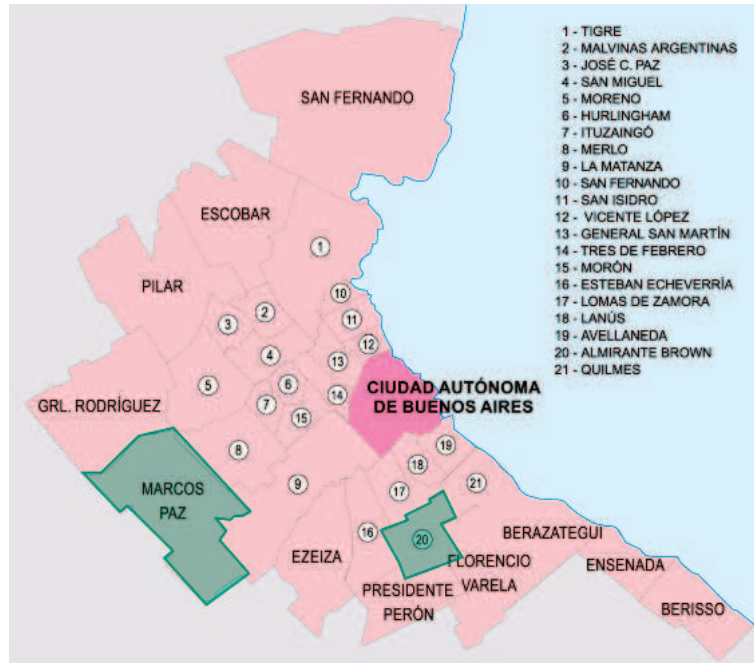 SAN FERNANDO
ESCOBAR
PILAR
GRL. RODRÍGUEZ
MARCOS
PAZ
EZEIZA
PRESIDENTE
PERÓN
FLORENCIO
VARELA
BERAZATEGUI
ENSENADA
BERISSO
CIUDAD AUTÓNOMA
DE BUENOS AIRES
1
10
11
2
3
12
4
13
5
6
14
7
15
8
19
18
9
21
17
16
20
1 - TIGRE
2 - MALVINAS ARGENTINAS
3 - JOSÉ C. PAZ
4 - SAN MIGUEL
5 - MORENO
6 - HURLINGHAM
7 - ITUZAINGÓ
8 - MERLO
9 - LA MATANZA
10 - SAN FERNANDO
11 - SAN ISIDRO
12 - VICENTE LÓPEZ
13 - GENERAL SAN MARTÍN
14 - TRES DE FEBRERO
15 - MORÓN
16 - ESTEBAN ECHEVERRÍA
17 - LOMAS DE ZAMORA
18 - LANÚS
19 - AVELLANEDA
20 - ALMIRANTE BROWN
21 - QUILMES